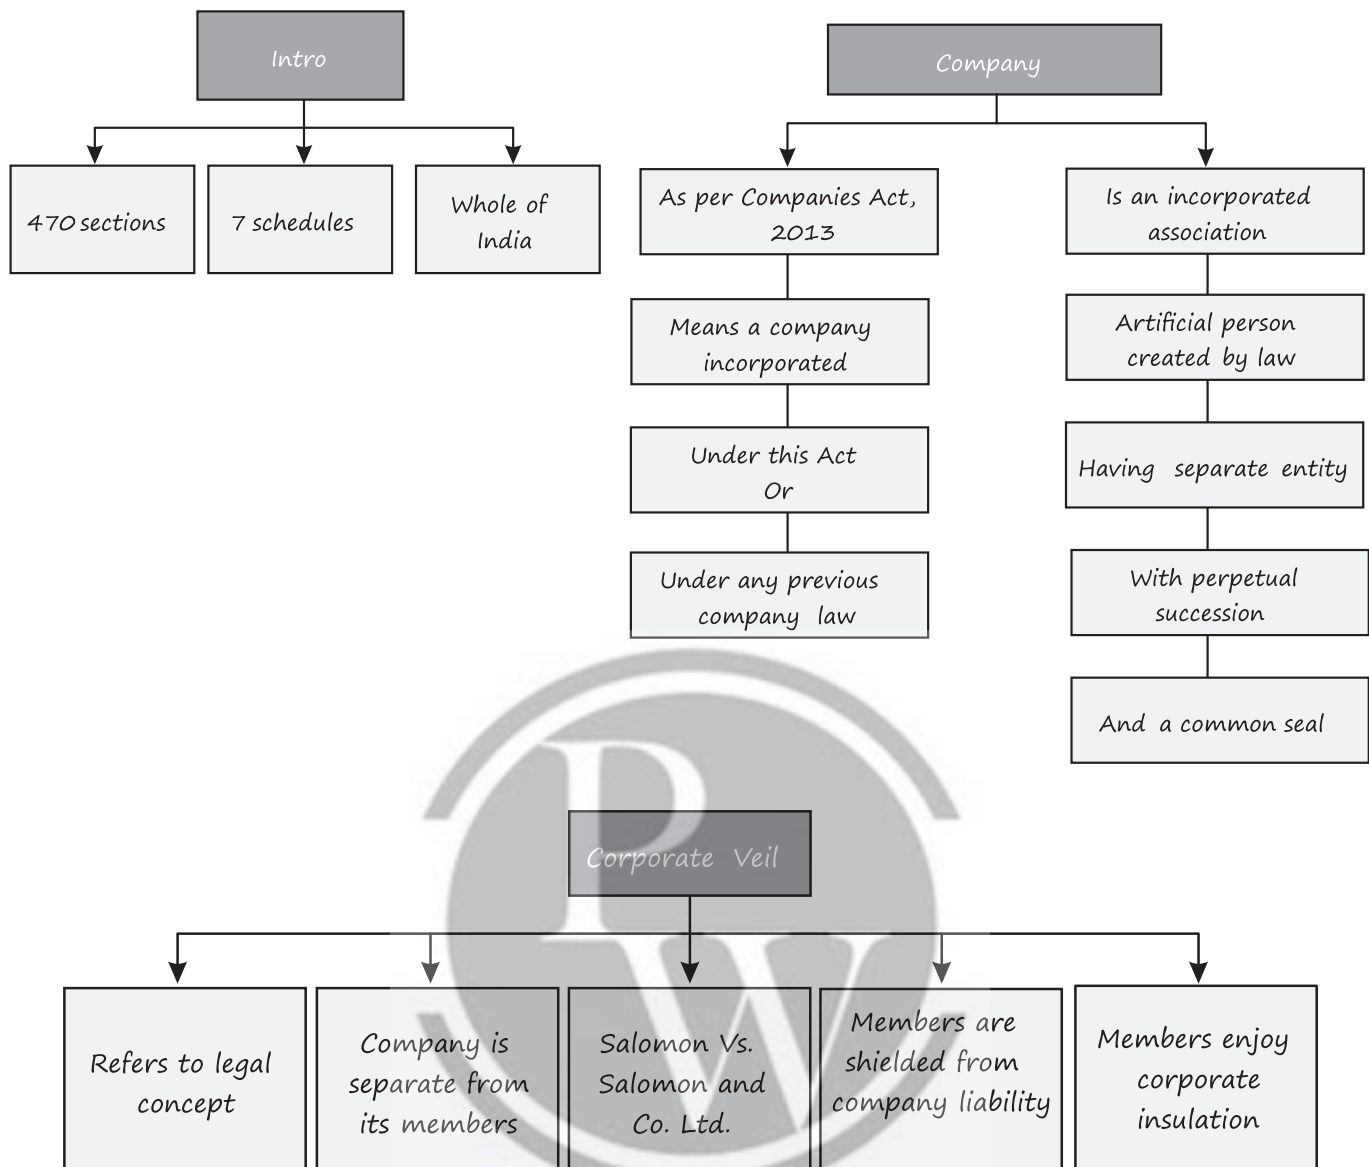 Intro
470 sections
7 schedules
Whole of
India
Company
As per Companies Act,
2013
Means a company
incorporated
Under this Act
Or
Under any previous
company law
Is an incorporated
association
Artificial person
created by law
Having separate entity
With perpetual
succession
And a common seal
PW
Corporate Veil
Refers to legal
concept
Company is
separate from
its members
Salomon Vs.
Salomon and
Co. Ltd.
Members are
shielded from
company liability
Members enjoy
corporate
insulation